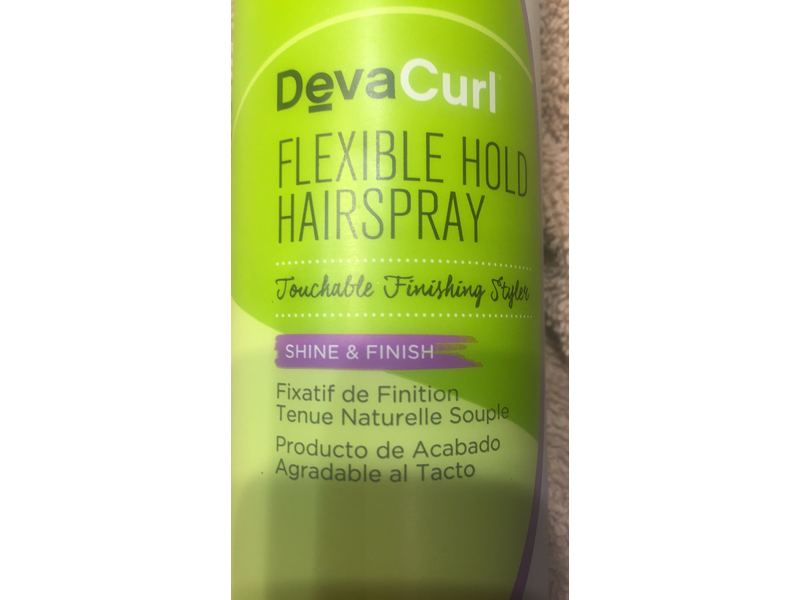 DevaCurl
FLEXIBLE HOLD
HAIRSPRAY
Touchable Finishing Styler
SHINE & FINISH
Fixatif de Finition
Tenue Naturelle Souple
Producto de Acabado
Agradable al Tacto